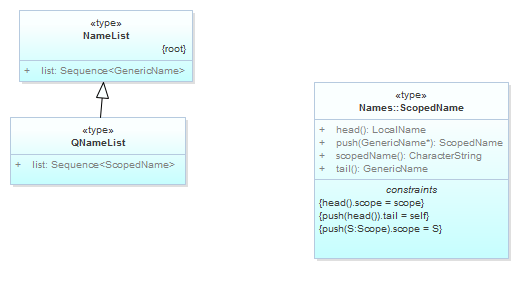 «type»
NameList
{root}
+ list: Sequence<GenericName>
«type»
QNameList
+ list: Sequence<ScopedName>
«type»
Names::ScopedName
+ head(): LocalName
+ push(GenericName*): ScopedName
+ scopedName(): CharacterString
+ tail(): GenericName
constraints
{head().scope = scope}
{push(head()).tail = self}
{push(S:Scope).scope = S}